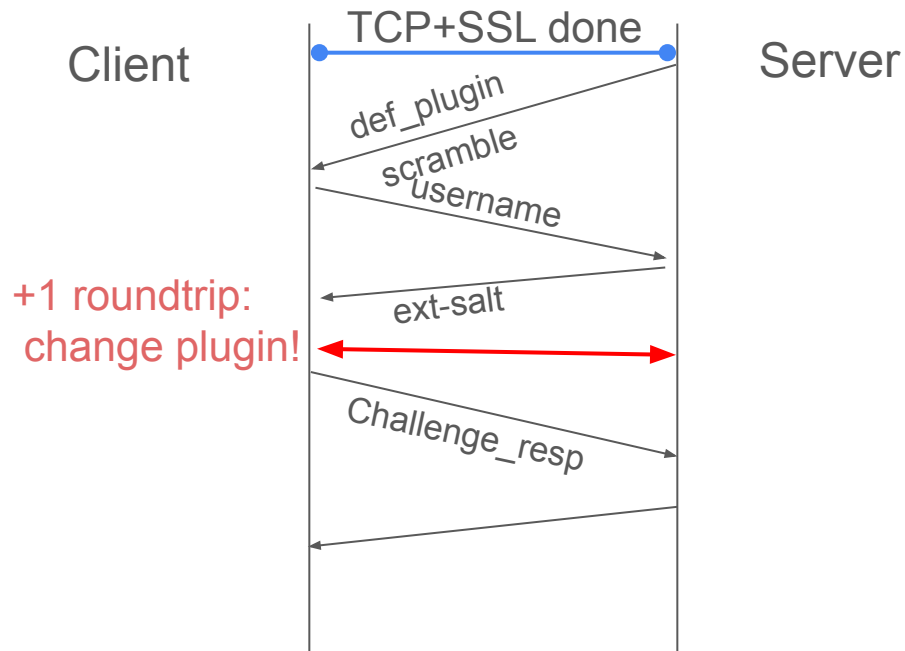 TCP+SSL done
Client
Server
def_plugin
scramble
username
ext-salt
+1 roundtrip:
change plugin!
Challenge_resp